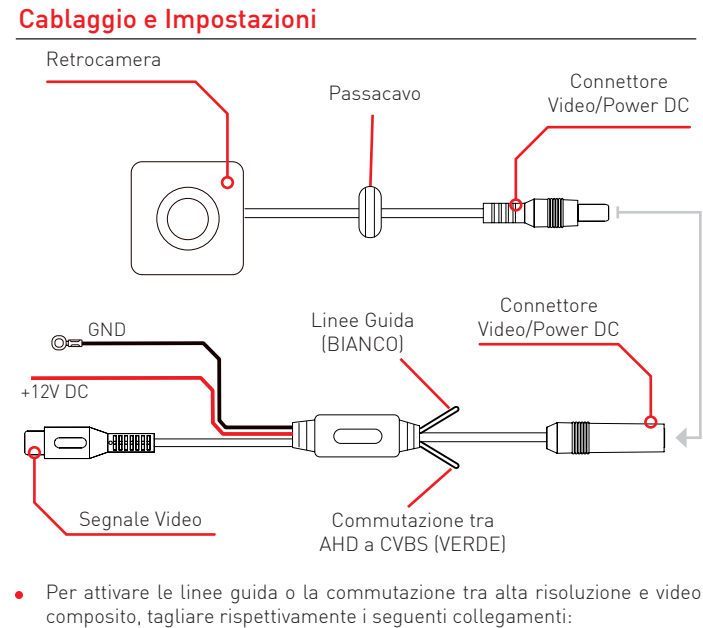 Cablaggio e Impostazioni
Retrocamera
Passacavo
Connettore
Video/Power DC
GND
+12V DC
Linee Guida
(BIANCO)
Connettore
Video/Power DC
Segnale Video
Commutazione tra
AHD a CVBS (VERDE)
• Per attivare le linee guida o la commutazione tra alta risoluzione e video
composito, tagliare rispettivamente i seguenti collegamenti: